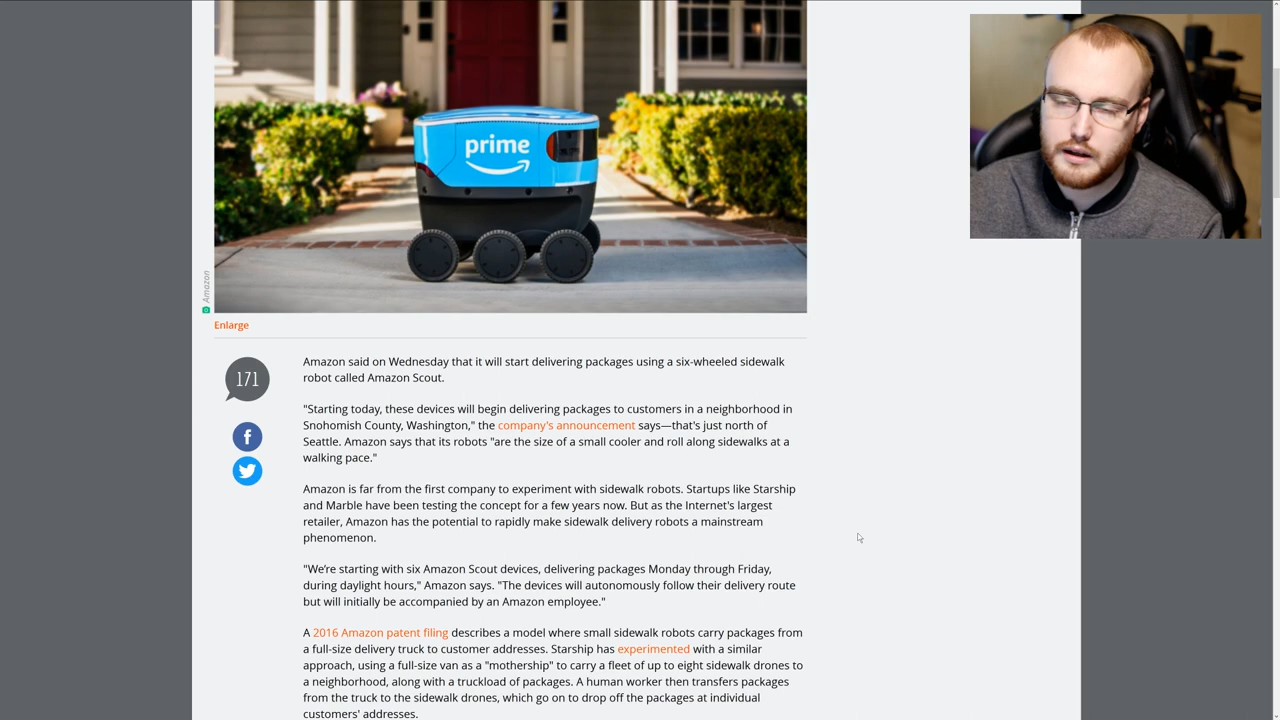 prime
Amazon
Enlarge
171
Amazon said on Wednesday that it will start delivering packages using a six-wheeled sidewalk
robot called Amazon Scout.
"Starting today, these devices will begin delivering packages to customers in a neighborhood in
Snohomish County, Washington," the company's announcement says—that's just north of
Seattle. Amazon says that its robots "are the size of a small cooler and roll along sidewalks at a
walking pace."
Amazon is far from the first company to experiment with sidewalk robots. Startups like Starship
and Marble have been testing the concept for a few years now. But as the Internet's largest
retailer, Amazon has the potential to rapidly make sidewalk delivery robots a mainstream
phenomenon.
"We're starting with six Amazon Scout devices, delivering packages Monday through Friday,
during daylight hours," Amazon says. "The devices will autonomously follow their delivery route
but will initially be accompanied by an Amazon employee."
A 2016 Amazon patent filing describes a model where small sidewalk robots carry packages from
a full-size delivery truck to customer addresses. Starship has experimented with a similar
approach, using a full-size van as a "mothership" to carry a fleet of up to eight sidewalk drones to
a neighborhood, along with a truckload of packages. A human worker then transfers packages
from the truck to the sidewalk drones, which go on to drop off the packages at individual
customers' addresses.